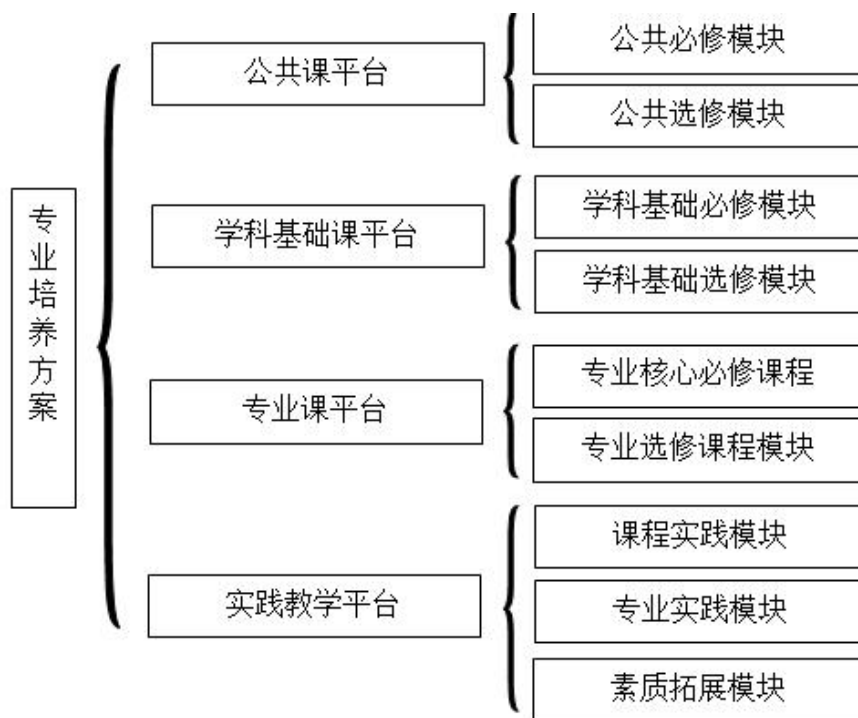 专业培养方案
公共课平台
公共必修模块
公共选修模块
学科基础课平台
学科基础必修模块
学科基础选修模块
专业课平台
专业核心必修课程
专业选修课程模块
实践教学平台
课程实践模块
专业实践模块
素质拓展模块